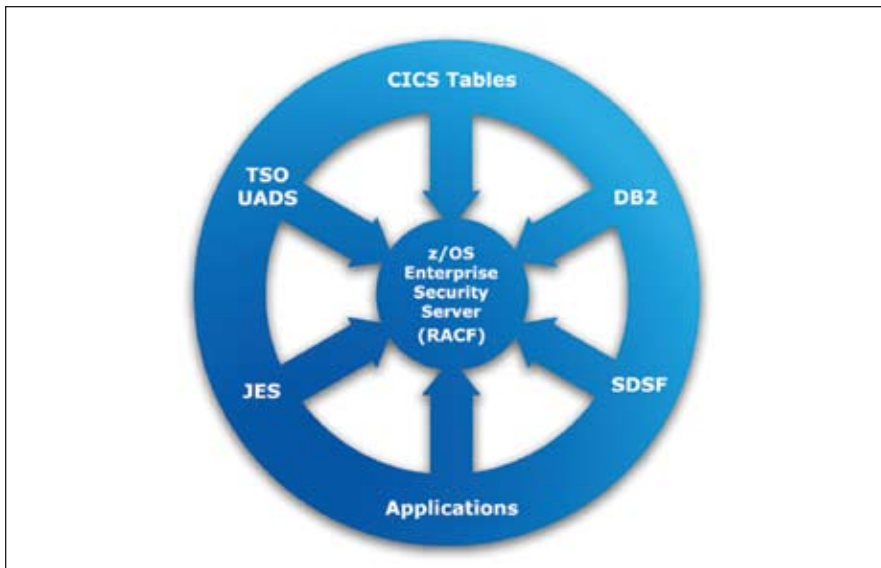 CICS Tables
TSO
UADS
DB2
z/OS
Enterprise
Security
Server
(RACF)
JES
SDSF
Applications